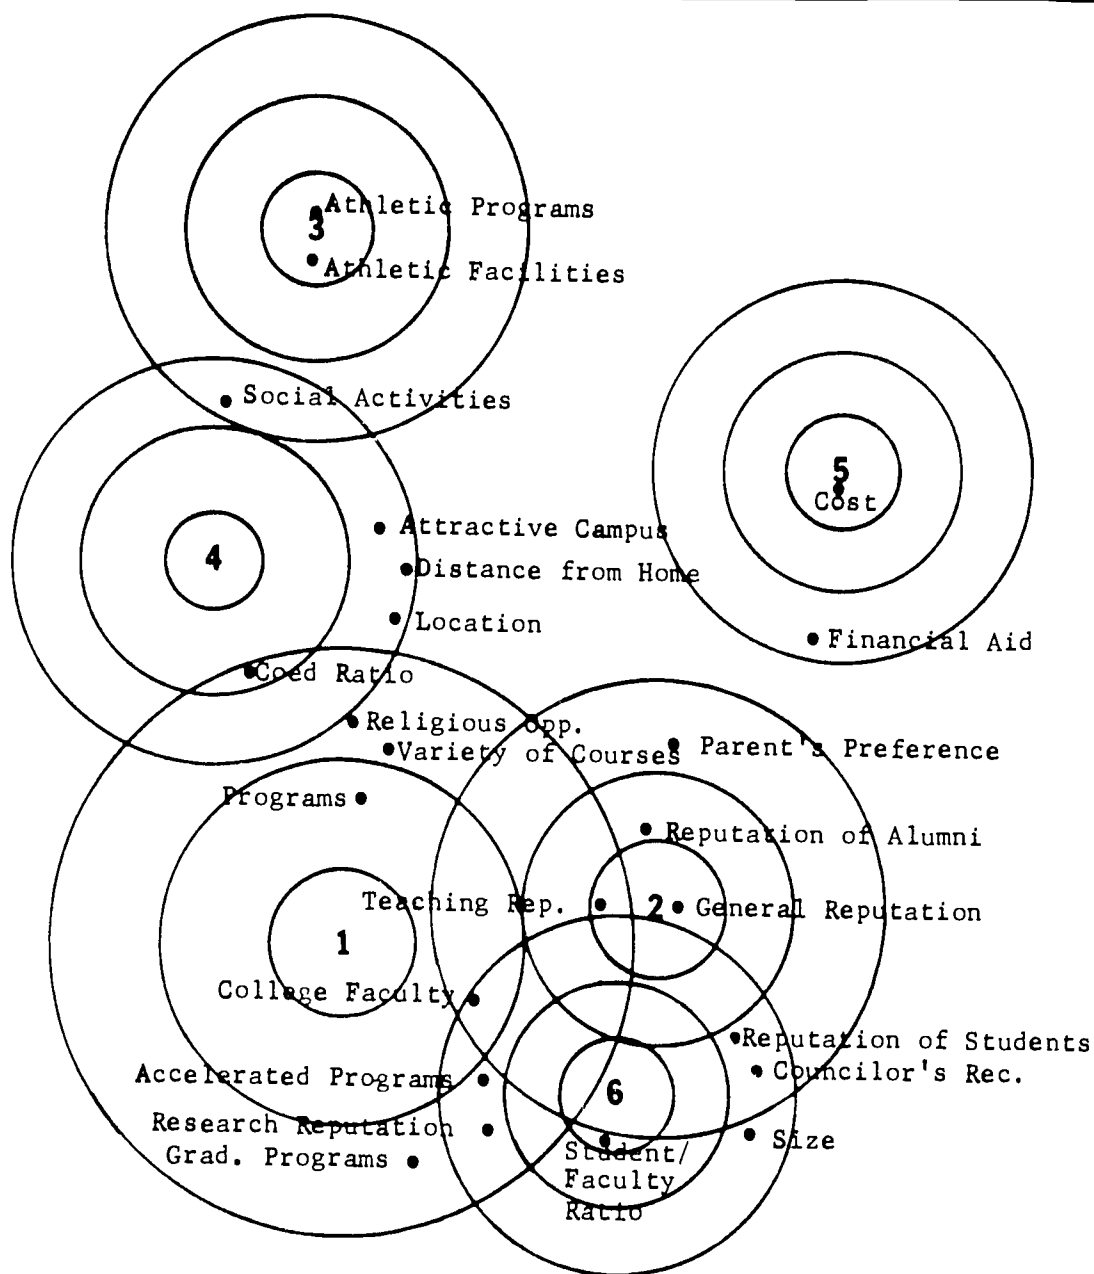 Athletic Programs
3
Athletic Facilities
Social Activities
5
Cost
Attractive Campus
4
Distance from Home
Location
Financial Aid
Coed Ratio
Religious Opp.
Variety of Courses
Parent's Preference
Programs
Reputation of Alumni
Teaching Rep.
2
General Reputation
1
College Faculty
Reputation of Students
Councilor's Rec.
Accelerated Programs
6
Research Reputation
Size
Grad. Programs
Student/
Faculty
Ratio